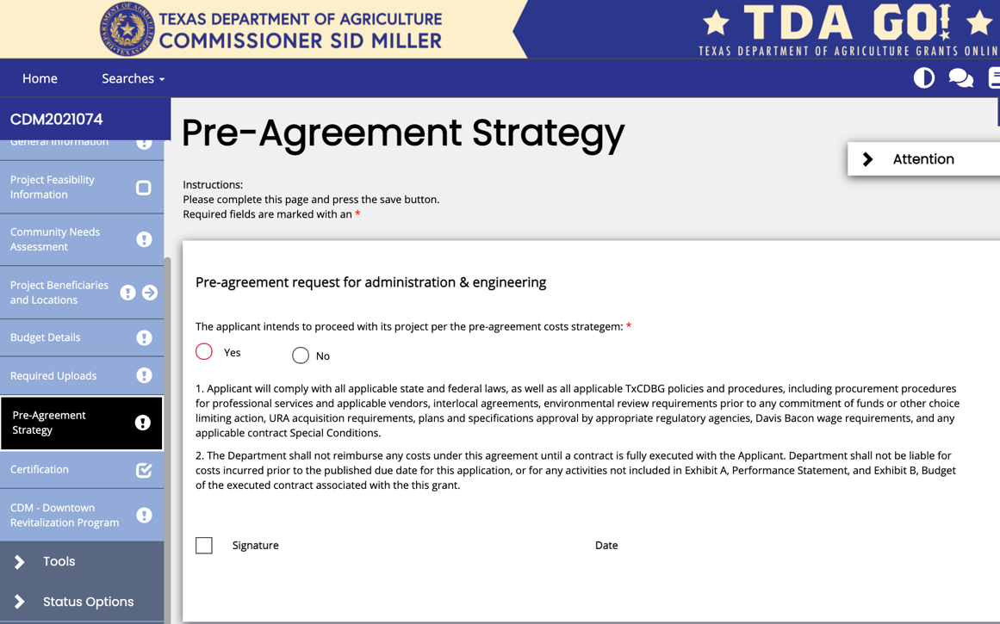 TEXAS DEPARTMENT OF AGRICULTURE
COMMISSIONER SID MILLER
TDA GO!
TEXAS DEPARTMENT OF AGRICULTURE GRANTS ONLIN
Home
Searches
CDM2021074
General Information
Project Feasibility
Information
Community Needs
Assessment
Project Beneficiaries
and Locations
Budget Details
Required Uploads
Pre-Agreement
Strategy
Certification
CDM - Downtown
Revitalization Program
Tools
Status Options
Pre-Agreement Strategy
Attention
Instructions:
Please complete this page and press the save button.
Required fields are marked with an *
Pre-agreement request for administration & engineering
The applicant intends to proceed with its project per the pre-agreement costs strategem: *
Yes
No
1. Applicant will comply with all applicable state and federal laws, as well as all applicable TxCDBG policies and procedures, including procurement procedures
for professional services and applicable vendors, interlocal agreements, environmental review requirements prior to any commitment of funds or other choice
limiting action, URA acquisition requirements, plans and specifications approval by appropriate regulatory agencies, Davis Bacon wage requirements, and any
applicable contract Special Conditions.
2. The Department shall not reimburse any costs under this agreement until a contract is fully executed with the Applicant. Department shall not be liable for
costs incurred prior to the published due date for this application, or for any activities not included in Exhibit A, Performance Statement, and Exhibit B, Budget
of the executed contract associated with the this grant.
Signature
Date